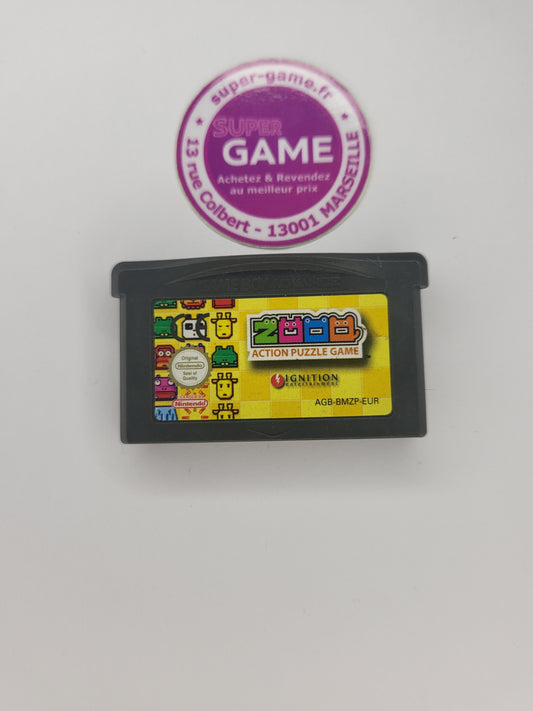 super-game.fr
SUPER
GAME
Achetez & Revendez
au meilleur prix
★ 13 rue Colbert - 13001 MARSEILLE ★
ZOOO
ACTION PUZZLE GAME
Original
Nintendo
Seal of
Quality
Nintendo
IGNITION
entertainment
AGB-BMZP-EUR